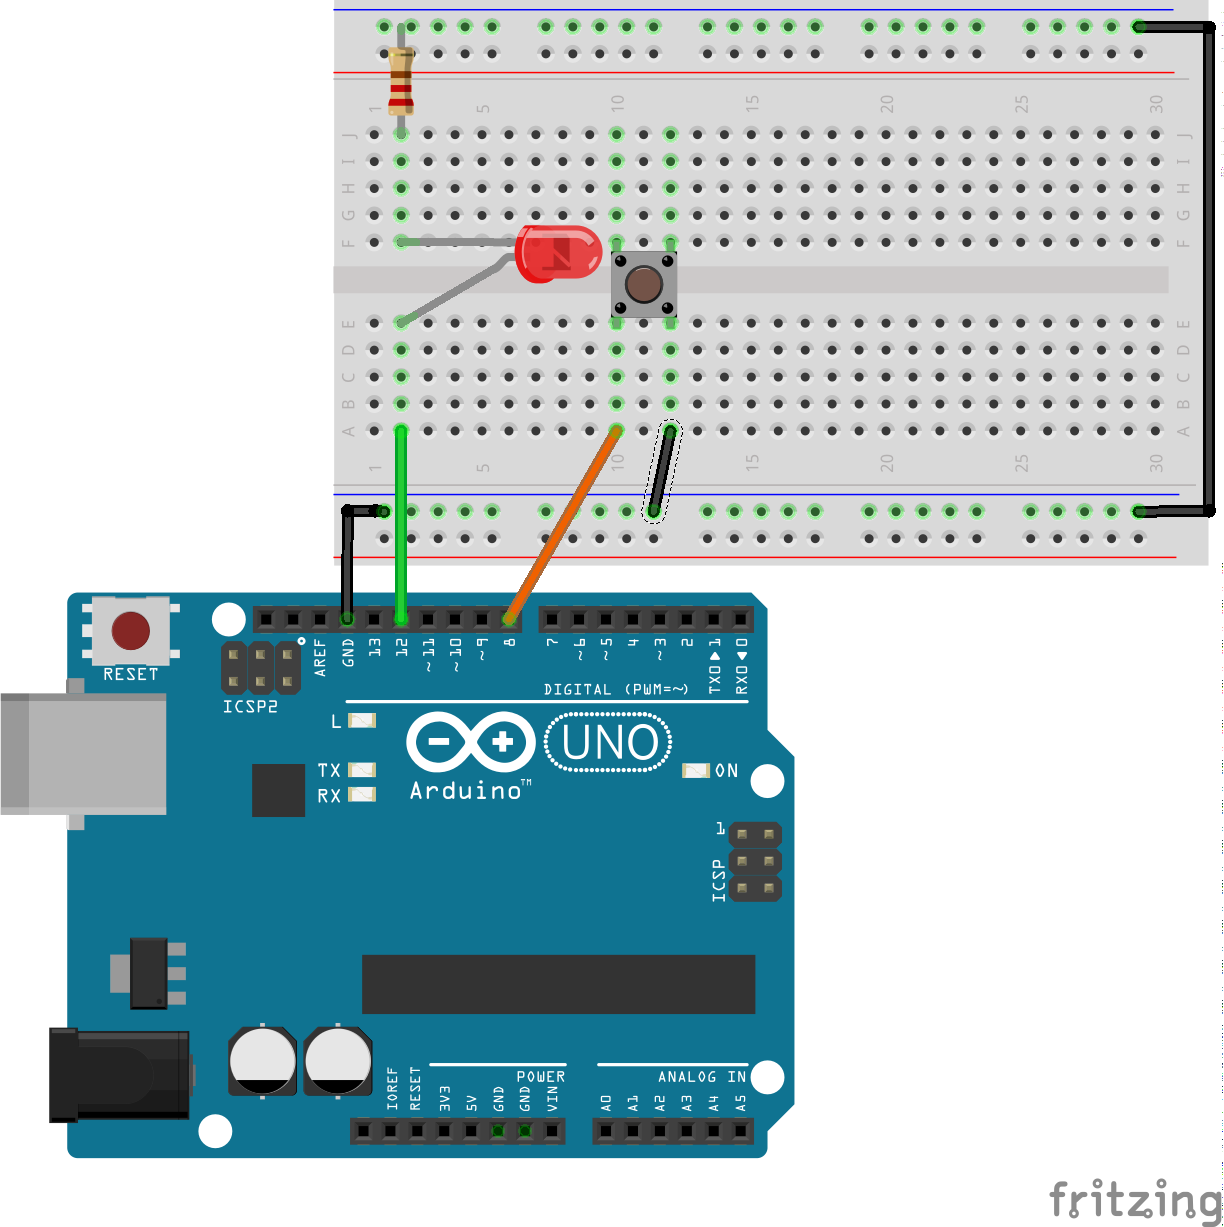 1 5 10 15 20 25 30
J J
I I
H H
G G
F F
E E
D D
C C
B B
A A
1 5 10 15 20 25 30
RESET
ICSP2
AREF GND 13 12 ~11 ~10 ~9 8 7 ~6 ~5 4 ~3 2 TX0▶1 RX0◀0
DIGITAL (PWM=~)
L
TX
RX
Arduino™
UNO
ON
1
ICSP
POWER
ANALOG IN
IOREF RESET 3V3 5V GND GND VIN A0 A1 A2 A3 A4 A5
fritzing